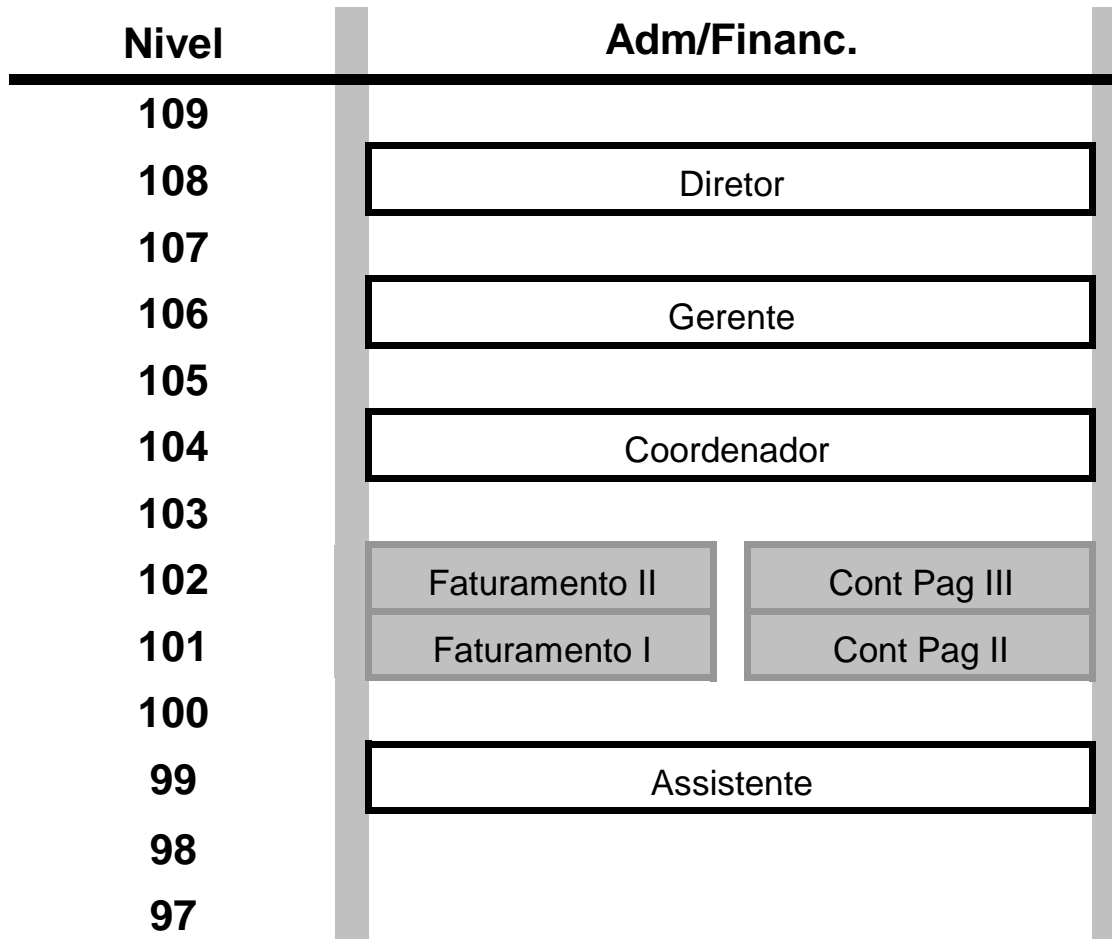 Nivel Adm/Financ.
109
108 Diretor
107
106 Gerente
105
104 Coordenador
103
102 Faturamento II Cont Pag III
101 Faturamento I Cont Pag II
100
99 Assistente
98
97